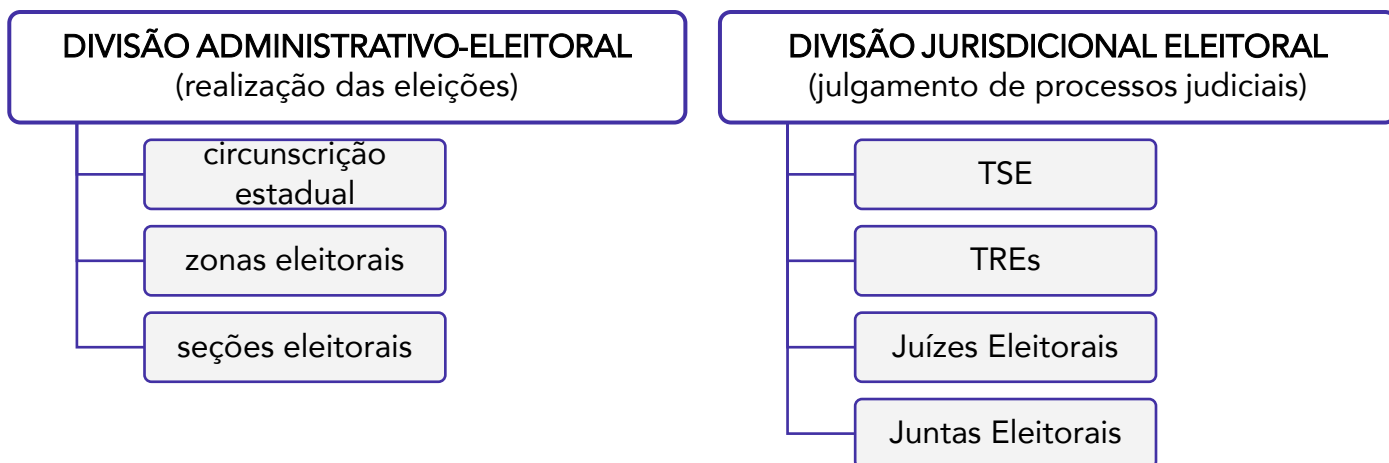 DIVISÃO ADMINISTRATIVO-ELEITORAL
(realização das eleições)
circunscrição
estadual
zonas eleitorais
seções eleitorais
DIVISÃO JURISDICIONAL ELEITORAL
(julgamento de processos judiciais)
TSE
TREs
Juízes Eleitorais
Juntas Eleitorais